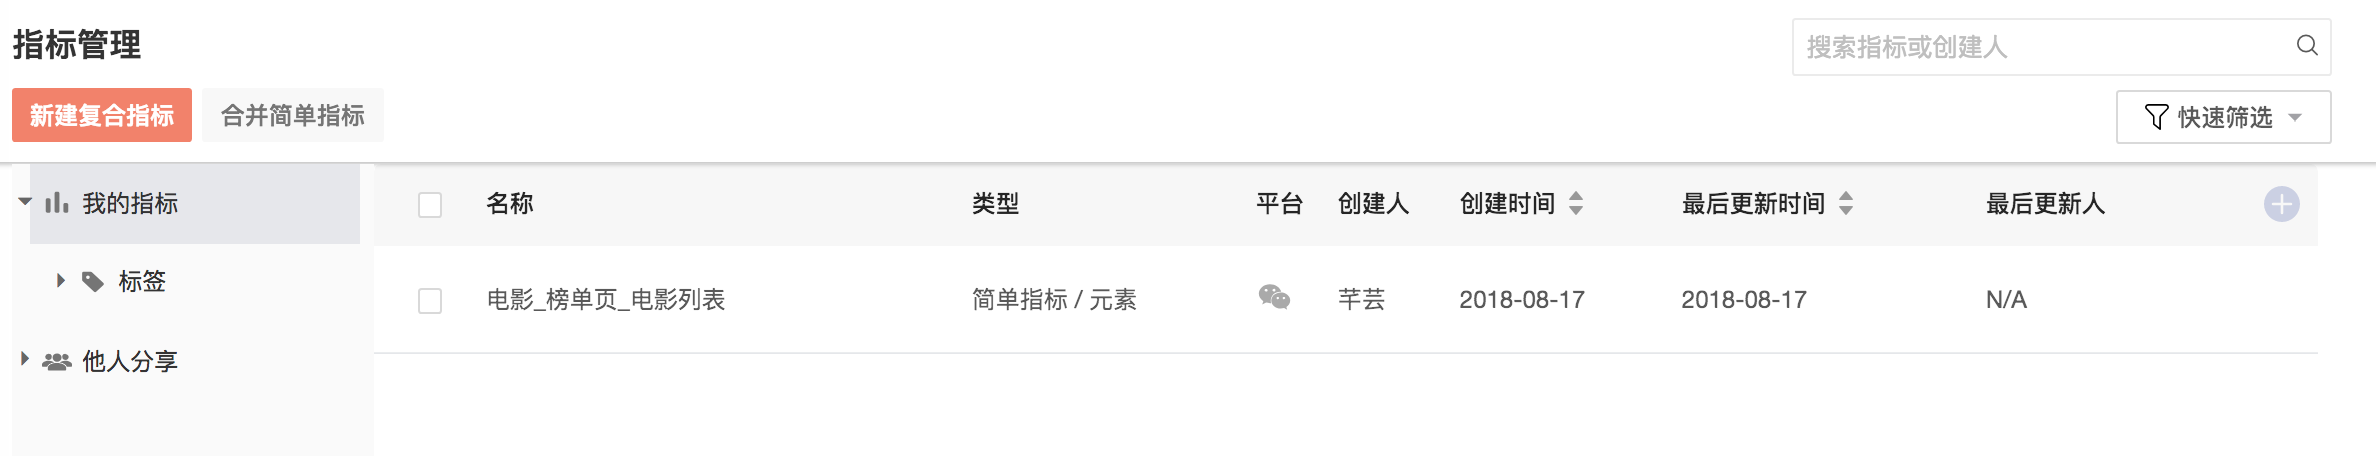 指标管理
搜索指标或创建人
新建复合指标 合并简单指标
快速筛选
我的指标
标签
他人分享
名称 类型 平台 创建人 创建时间 最后更新时间 最后更新人
电影_榜单页_电影列表 简单指标 / 元素 芊芸 2018-08-17 2018-08-17 N/A